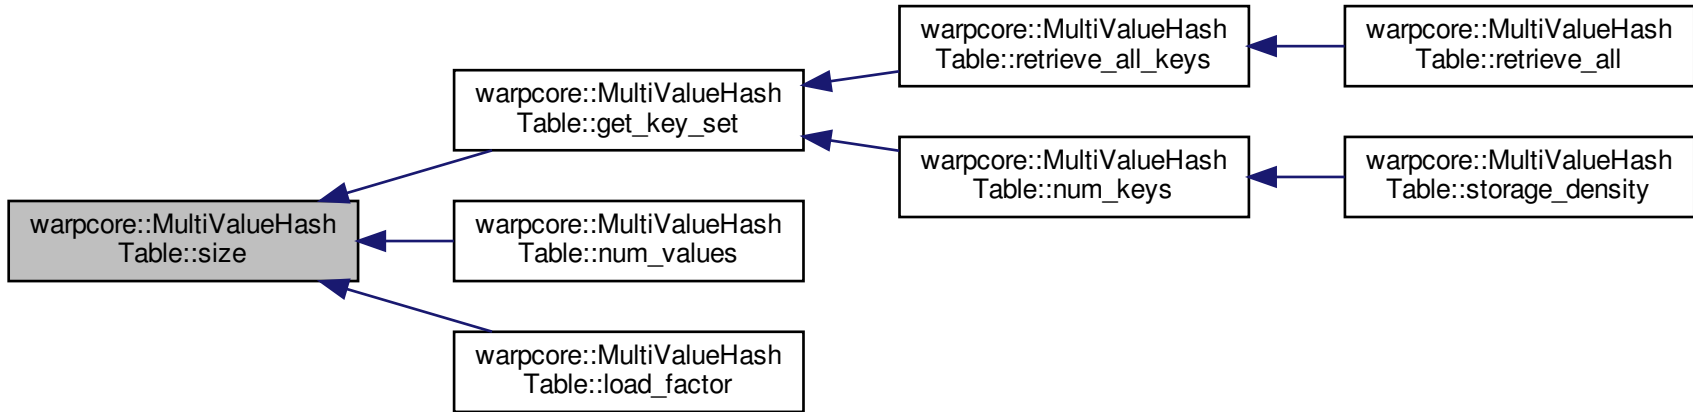 warpcore::MultiValueHash
Table::size
warpcore::MultiValueHash
Table::get_key_set
warpcore::MultiValueHash
Table::num_values
warpcore::MultiValueHash
Table::load_factor
warpcore::MultiValueHash
Table::retrieve_all_keys
warpcore::MultiValueHash
Table::num_keys
warpcore::MultiValueHash
Table::retrieve_all
warpcore::MultiValueHash
Table::storage_density